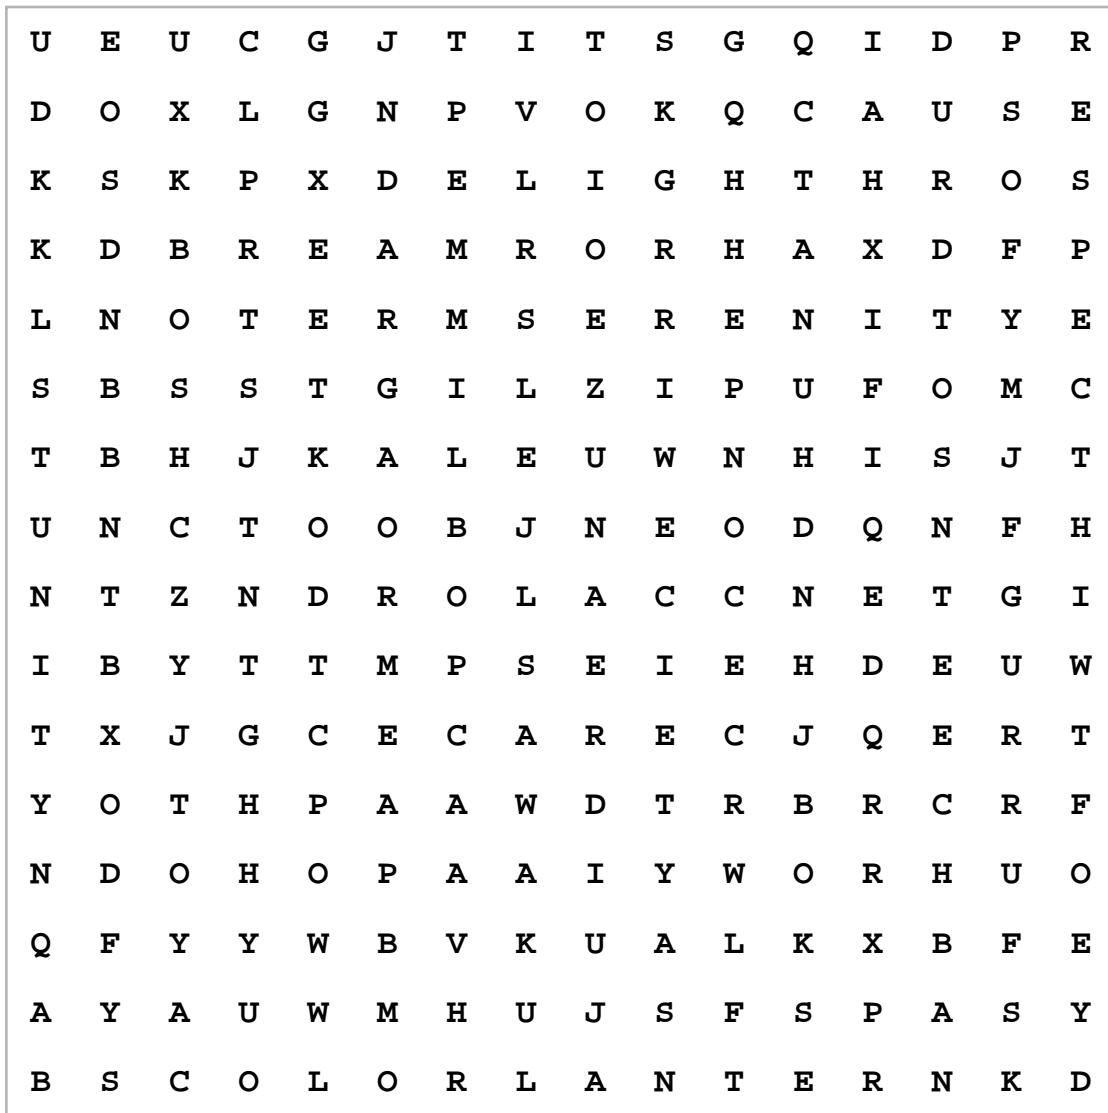 U E U C G J T I T S G Q I D P R
D O X L G N P V O K Q C A U S E
K S K P X D E L I G H T H R O S
K D B R E A M R O R H A X D F P
L N O T E R M S E R E N I T Y E
S B S S T G I L Z I P U F O M C
T B H J K A L E U W N H I S J T
U N C T O O B J N E O D Q N F H
N T Z N D R O L A C C N E T G I
I B Y T T M P S E I E H D E U W
T X J G C E C A R E C J Q E R T
Y O T H P A A W D T R B R C R F
N D O H O P A A I Y W O R H U O
Q F Y Y W B V K U A L K X B F E
A Y A U W M H U J S F S P A S Y
B S C O L O R L A N T E R N K D